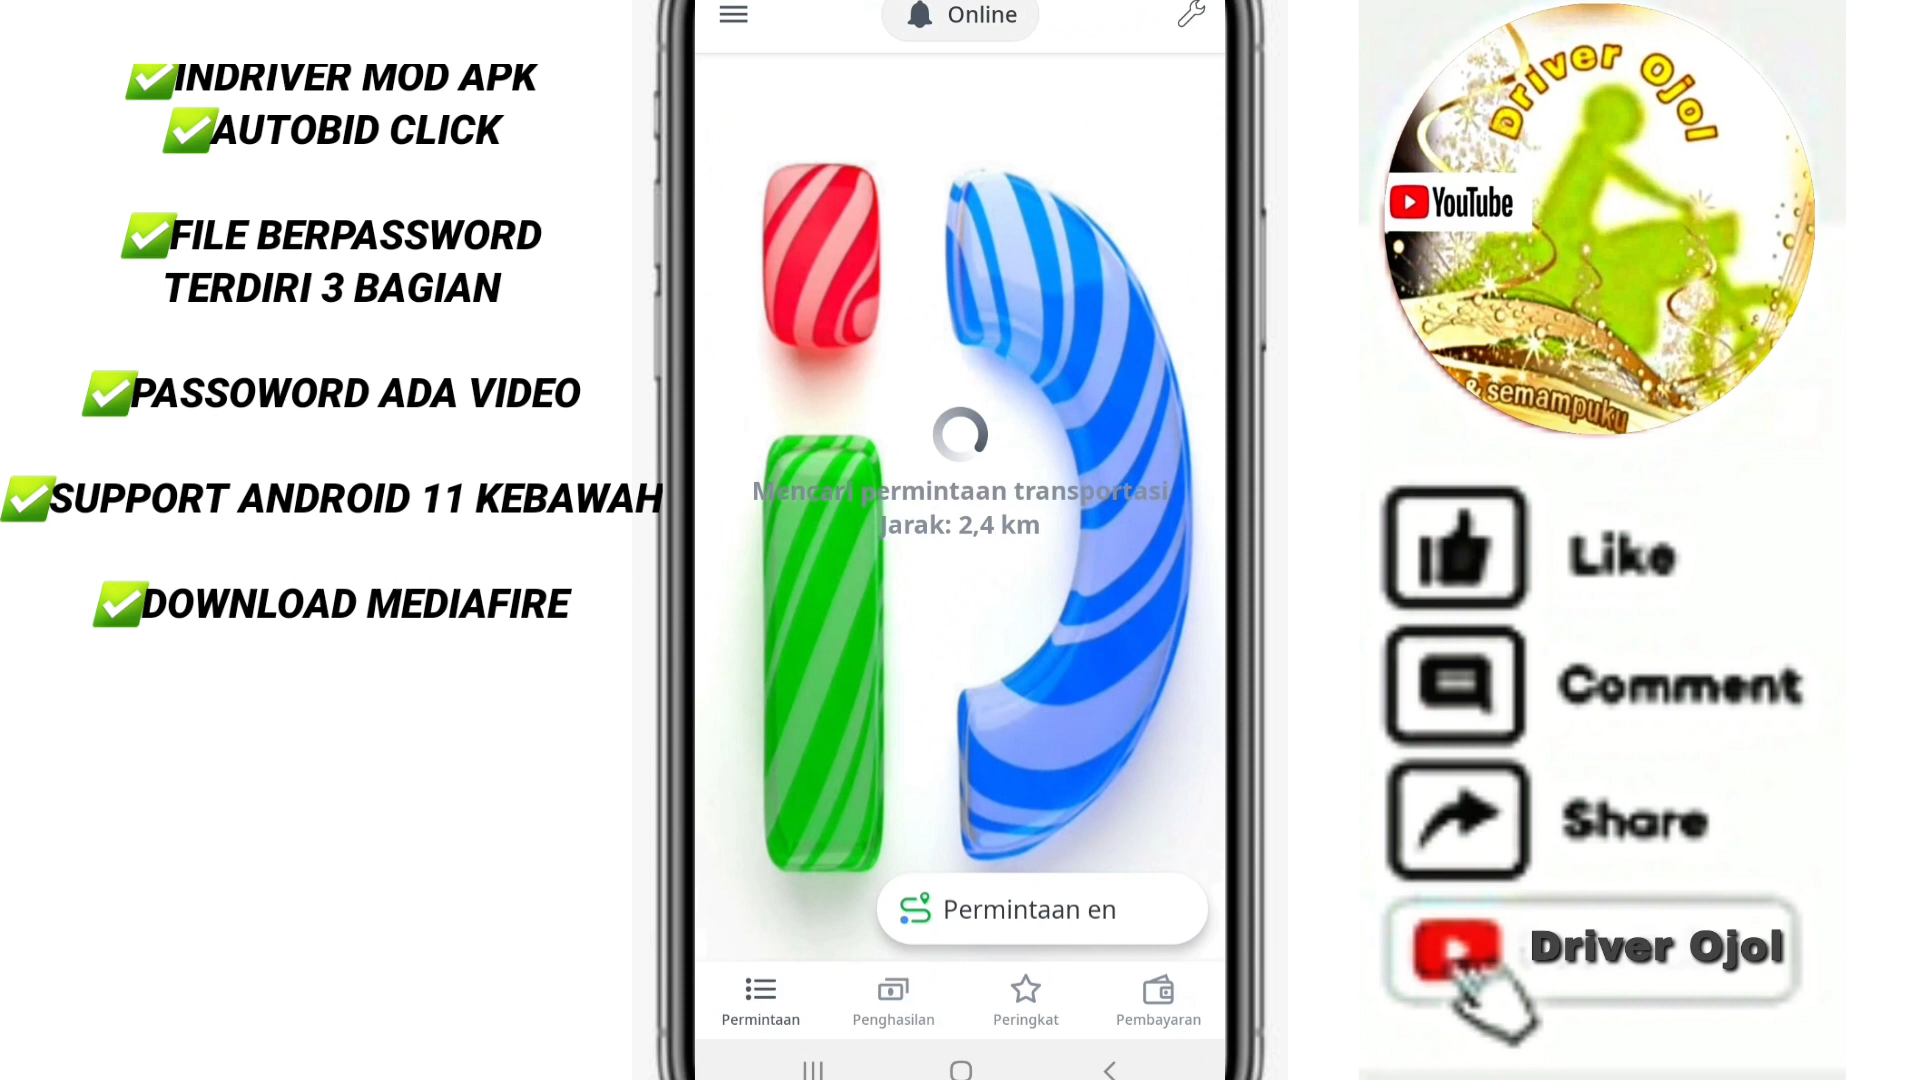 ✅INDRIVER MOD APK
✅AUTOBID CLICK
✅FILE BERPASSWORD
TERDIRI 3 BAGIAN
✅PASSOWORD ADA VIDEO
✅SUPPORT ANDROID 11 KEBAWAH
✅DOWNLOAD MEDIAFIRE
Online
Mencari permintaan transportasi
Jarak: 2,4 km
Permintaan en
Permintaan
Penghasilan
Peringkat
Pembayaran
Driver Ojol
YouTube
& semampuku
Like
Comment
Share
Driver Ojol